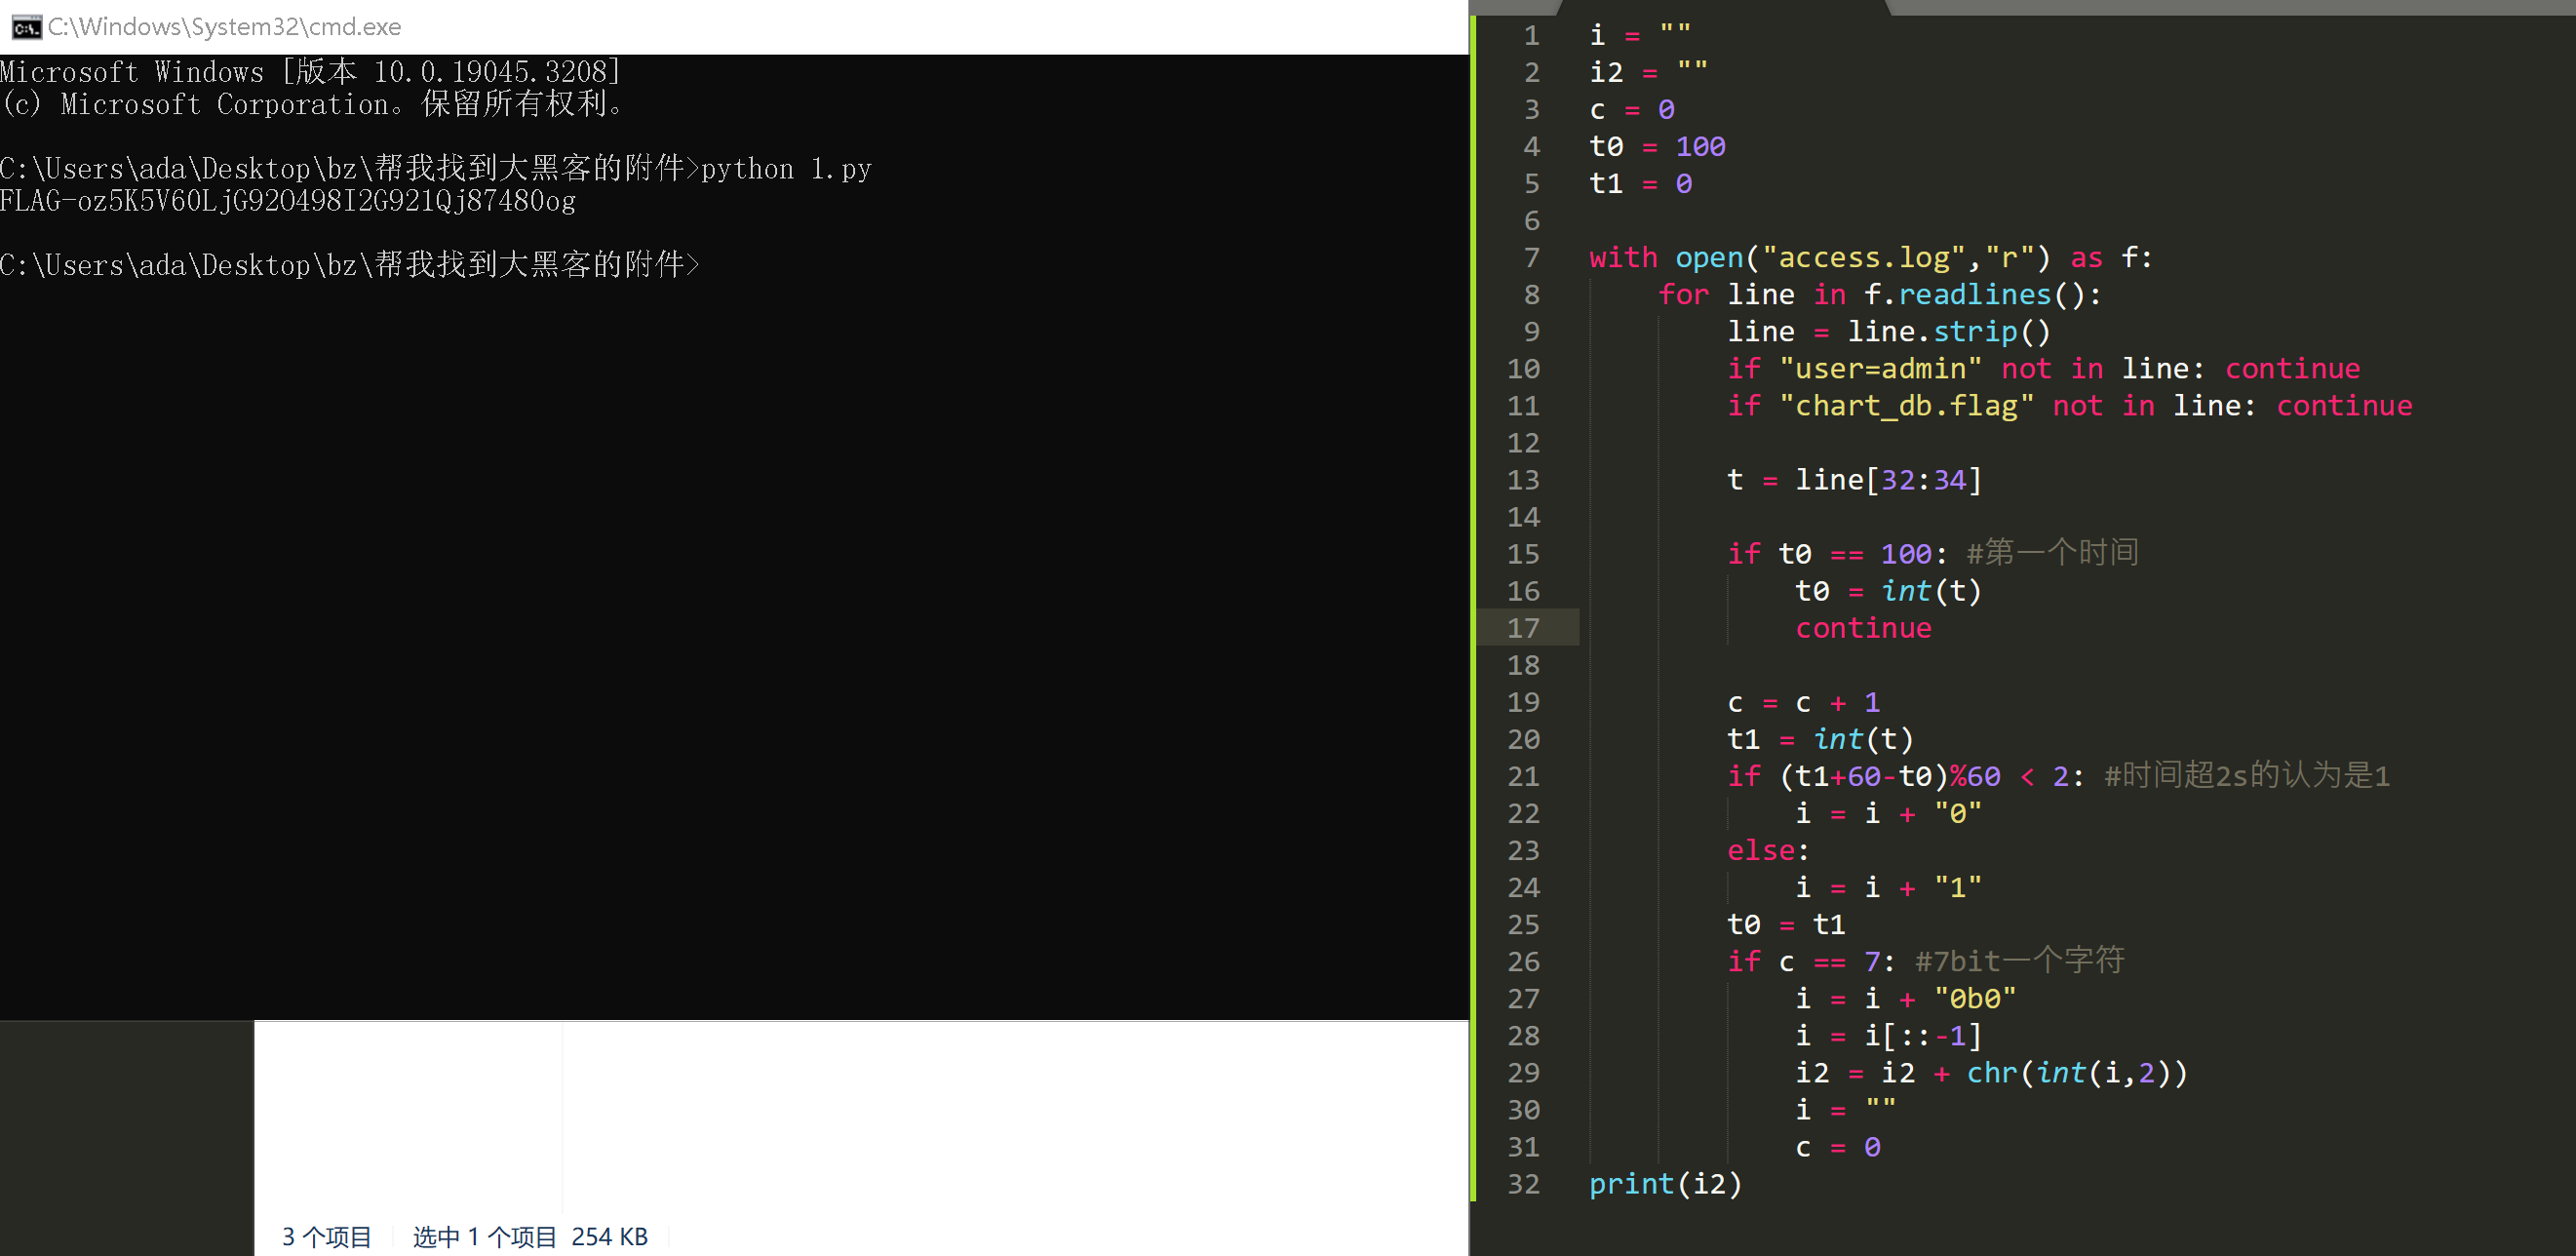 C:\Windows\System32\cmd.exe
Microsoft Windows [版本 10.0.19045.3208]
(c) Microsoft Corporation。保留所有权利。
C:\Users\ada\Desktop\bz\帮我找到大黑客的附件>python 1.py
FLAG-oz5K5V60LjG92O498I2G921Qj87480og
C:\Users\ada\Desktop\bz\帮我找到大黑客的附件>
3 个项目
选中 1 个项目 254 KB
1 i = ""
2 i2 = ""
3 c = 0
4 t0 = 100
5 t1 = 0
6
7 with open("access.log","r") as f:
8     for line in f.readlines():
9         line = line.strip()
10         if "user=admin" not in line: continue
11         if "chart_db.flag" not in line: continue
12
13         t = line[32:34]
14
15         if t0 == 100: #第一个时间
16             t0 = int(t)
17             continue
18
19         c = c + 1
20         t1 = int(t)
21         if (t1+60-t0)%60 < 2: #时间超2s的认为是1
22             i = i + "0"
23         else:
24             i = i + "1"
25         t0 = t1
26         if c == 7: #7bit一个字符
27             i = i + "0b0"
28             i = i[::-1]
29             i2 = i2 + chr(int(i,2))
30             i = ""
31             c = 0
32 print(i2)